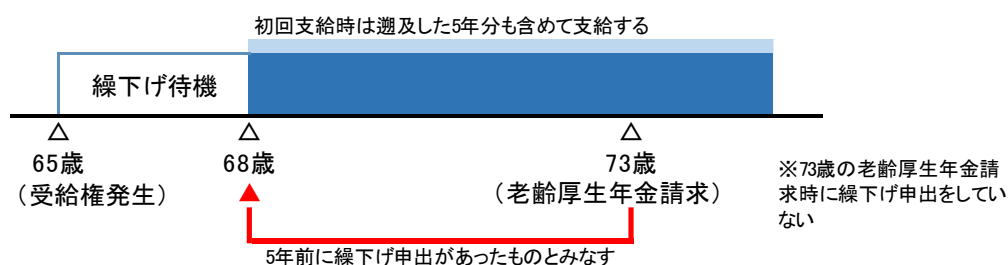 初回支給時は遡及した5年分も含めて支給する
繰下げ待機
△ △ △
65歳 68歳 73歳
（受給権発生） （老齢厚生年金請求）
※73歳の老齢厚生年金請
求時に繰下げ申出をしてい
ない
5年前に繰下げ申出があったものとみなす